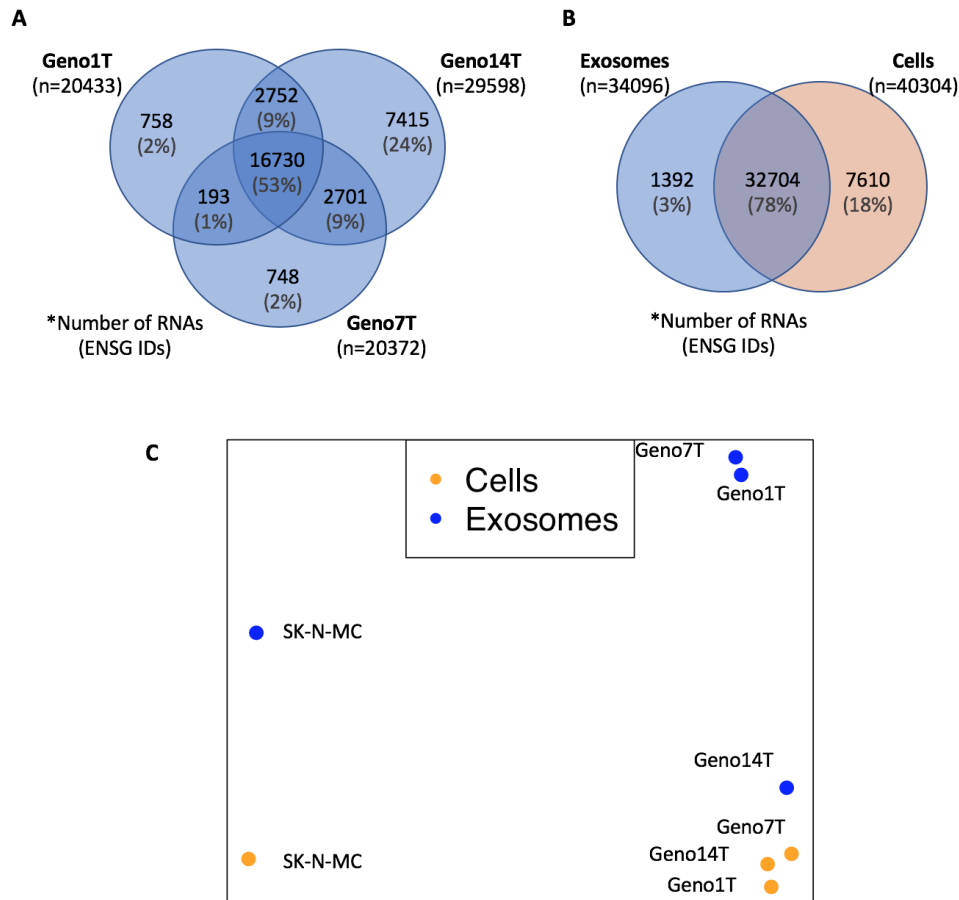 A
Geno1T
(n=20433)
Geno14T
(n=29598)
2752
(9%)
758
(2%)
7415
(24%)
16730
(53%)
193
(1%)
2701
(9%)
748
(2%)
*Number of RNAs
(ENSG IDs)
Geno7T
(n=20372)
B
Exosomes
(n=34096)
Cells
(n=40304)
1392
(3%)
32704
(78%)
7610
(18%)
*Number of RNAs
(ENSG IDs)
C
Cells
Exosomes
Geno7T
Geno1T
SK-N-MC
Geno14T
Geno7T
Geno14T
SK-N-MC
Geno1T